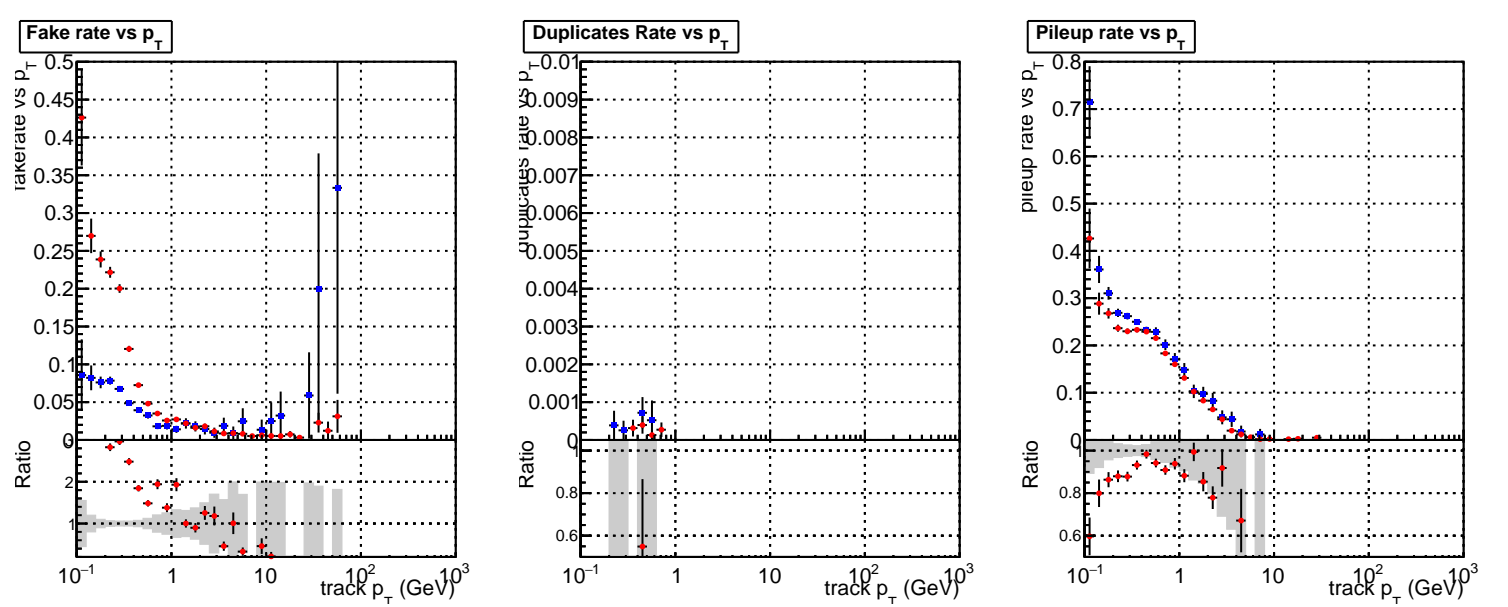 Fake rate vs p_T
fakerate vs p_T
0.5
0.45
0.4
0.35
0.3
0.25
0.2
0.15
0.1
0.05
Ratio
3
2
1
10^−1 1 10 10^2 10^3
track p_T (GeV)
Duplicates Rate vs p_T
duplicates rate vs p_T
0.01
0.009
0.008
0.007
0.006
0.005
0.004
0.003
0.002
0.001
0
Ratio
1
0.8
0.6
10^−1 1 10 10^2 10^3
track p_T (GeV)
Pileup rate vs p_T
pileup rate vs p_T
0.8
0.7
0.6
0.5
0.4
0.3
0.2
0.1
0
Ratio
1
0.8
0.6
10^−1 1 10 10^2 10^3
track p_T (GeV)